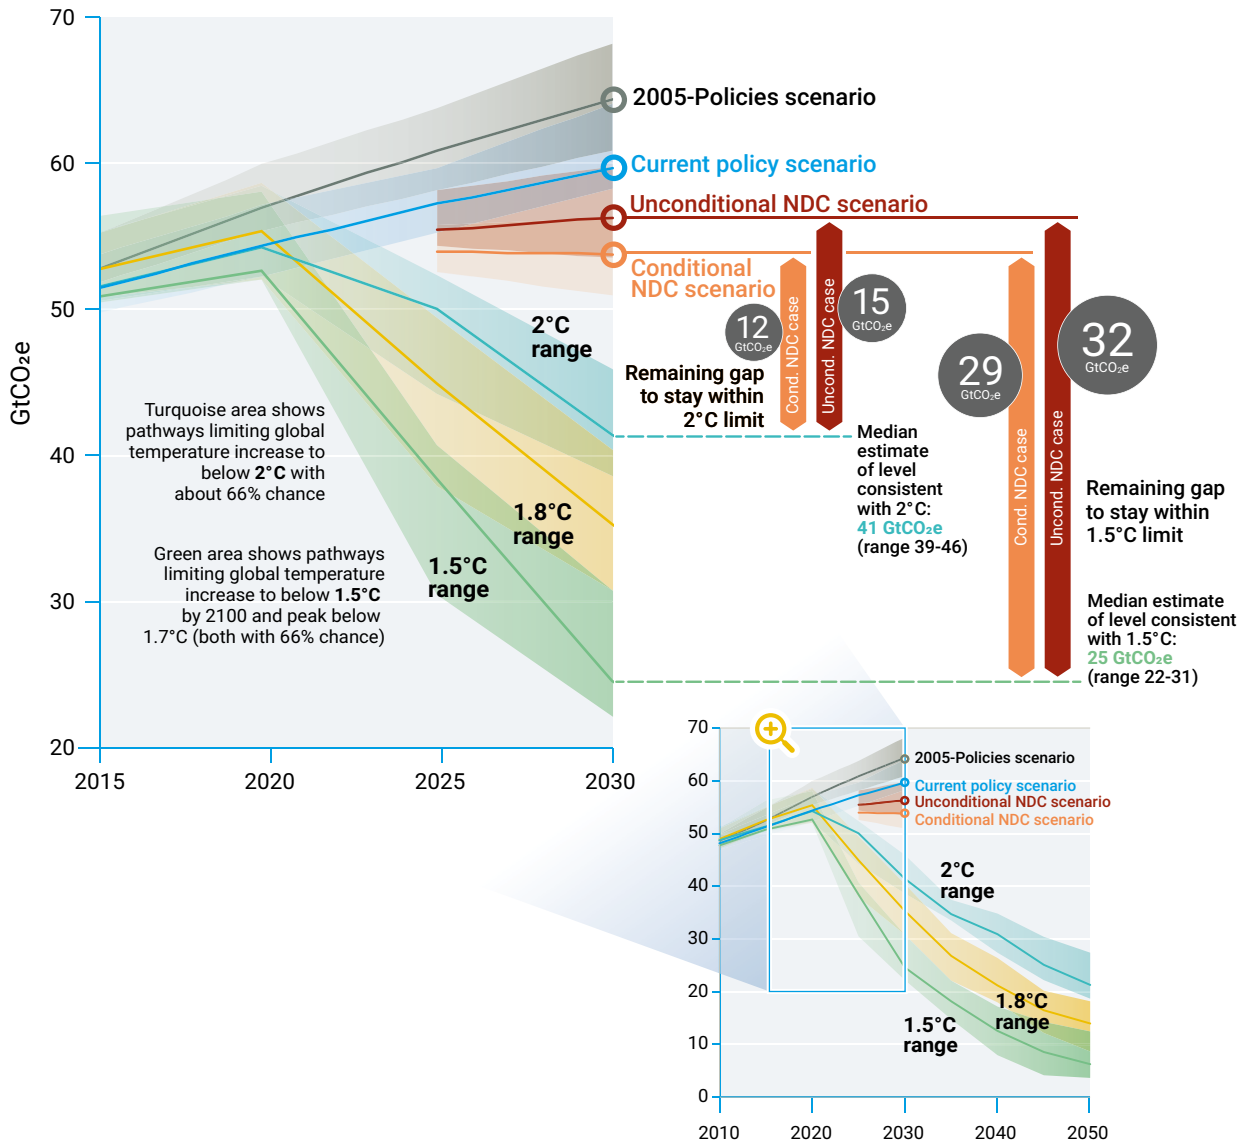 70
60
50
40
30
20
GtCO₂e
2015
2020
2025
2030
2005-Policies scenario
Current policy scenario
Unconditional NDC scenario
Conditional
NDC scenario
2°C
range
1.8°C
range
1.5°C
range
Turquoise area shows
pathways limiting global
temperature increase to
below 2°C with
about 66% chance
Green area shows pathways
limiting global temperature
increase to below 1.5°C
by 2100 and peak below
1.7°C (both with 66% chance)
12
GtCO₂e
Cond. NDC case
Uncond. NDC case
15
GtCO₂e
Remaining gap
to stay within
2°C limit
Median
estimate
of level
consistent
with 2°C:
41 GtCO₂e
(range 39-46)
29
GtCO₂e
Cond. NDC case
Uncond. NDC case
32
GtCO₂e
Remaining gap
to stay within
1.5°C limit
Median estimate
of level consistent
with 1.5°C:
25 GtCO₂e
(range 22-31)
70
60
50
40
30
20
10
0
2010
2020
2030
2040
2050
2005-Policies scenario
Current policy scenario
Unconditional NDC scenario
Conditional NDC scenario
2°C
range
1.8°C
range
1.5°C
range